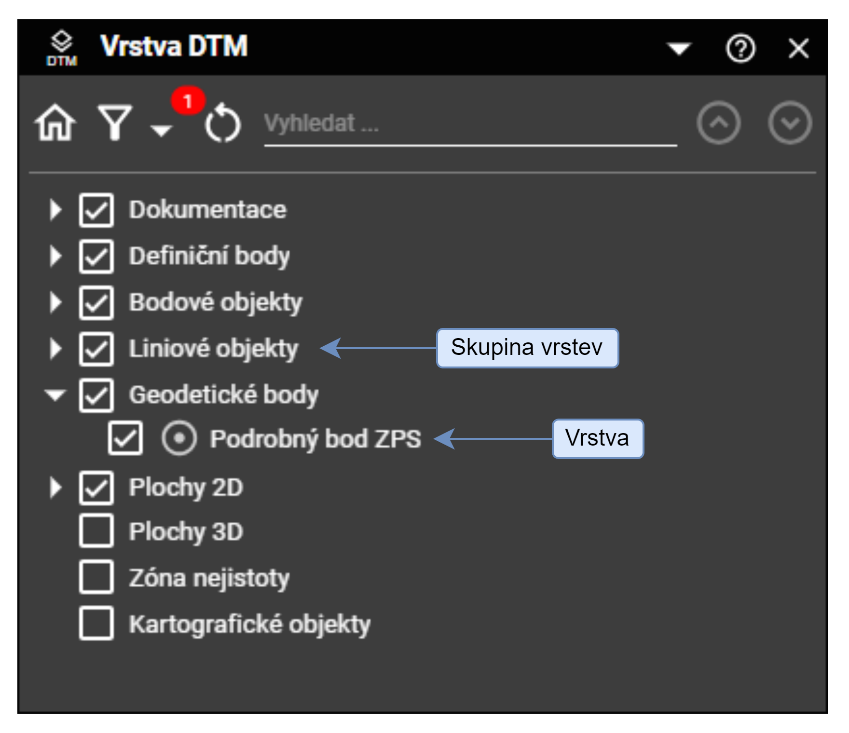 DTM
Vrstva DTM
1
Vyhledat ...
Dokumentace
Definiční body
Bodové objekty
Liniové objekty
Skupina vrstev
Geodetické body
Podrobný bod ZPS
Vrstva
Plochy 2D
Plochy 3D
Zóna nejistoty
Kartografické objekty